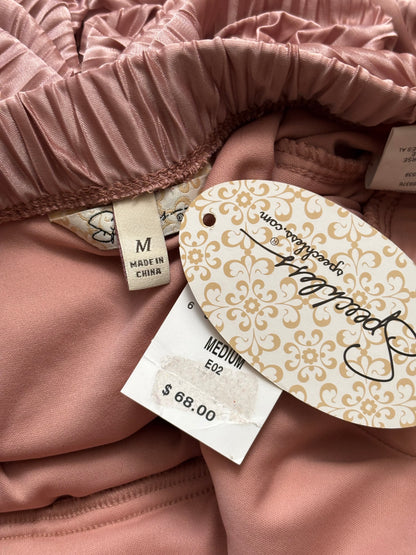 M
MADE IN
CHINA
Speechless®
speechless.com
6
MEDIUM
E02
$ 68.00